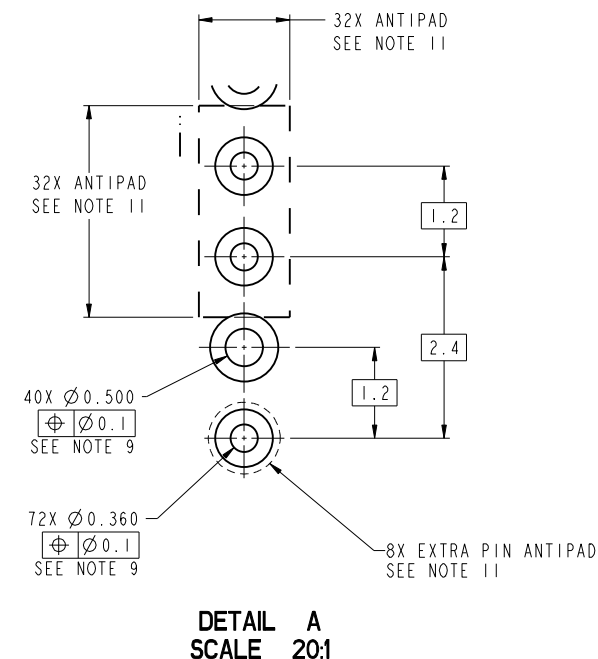 32X ANTIPAD
SEE NOTE 11
32X ANTIPAD
SEE NOTE 11
1.2
2.4
1.2
40X Ø0.500
⌖ Ø0.1
SEE NOTE 9
72X Ø0.360
⌖ Ø0.1
SEE NOTE 9
8X EXTRA PIN ANTIPAD
SEE NOTE 11
DETAIL A
SCALE 20:1